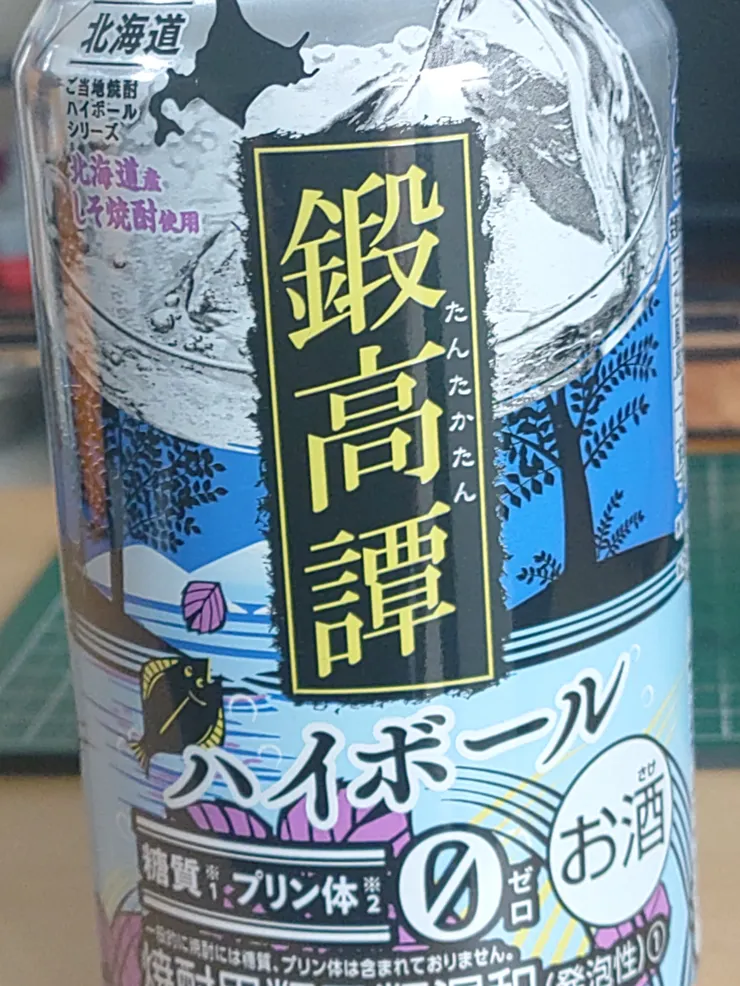 北海道
ご当地焼酎
ハイボール
シリーズ
北海道産
しそ焼酎使用
鍛高譚
たんたかたん
ハイボール
お酒
さけ
糖質※1 プリン体※2 0 ゼロ
一般的に焼酎には糖質、プリン体は含まれておりません。
(発泡性)①